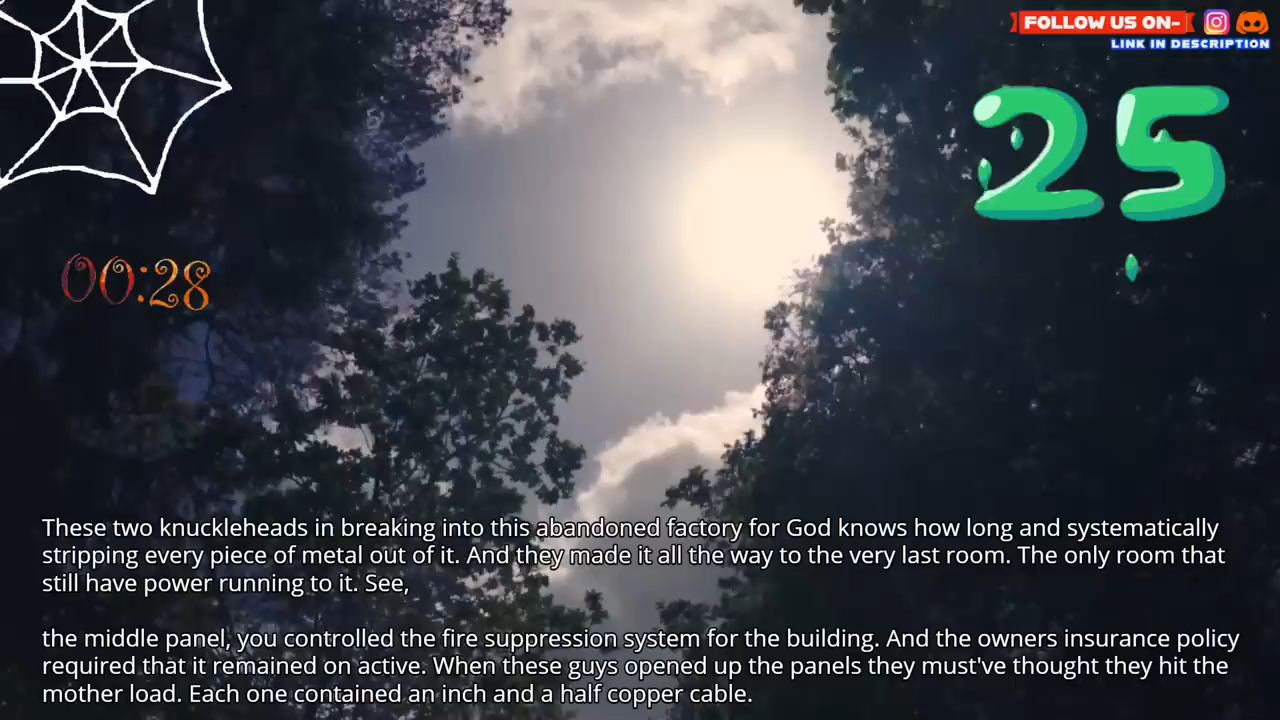 FOLLOW US ON-
LINK IN DESCRIPTION
25
00:28
These two knuckleheads in breaking into this abandoned factory for God knows how long and systematically
stripping every piece of metal out of it. And they made it all the way to the very last room. The only room that
still have power running to it. See,
the middle panel, you controlled the fire suppression system for the building. And the owners insurance policy
required that it remained on active. When these guys opened up the panels they must've thought they hit the
mother load. Each one contained an inch and a half copper cable.